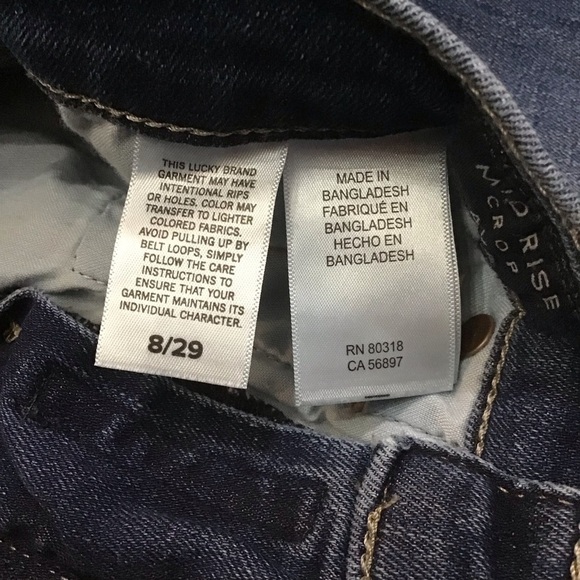 THIS LUCKY BRAND
GARMENT MAY HAVE
INTENTIONAL RIPS
OR HOLES. COLOR MAY
TRANSFER TO LIGHTER
COLORED FABRICS.
AVOID PULLING UP BY
BELT LOOPS, SIMPLY
FOLLOW THE CARE
INSTRUCTIONS TO
ENSURE THAT YOUR
GARMENT MAINTAINS ITS
INDIVIDUAL CHARACTER.
8/29
MADE IN
BANGLADESH
FABRIQUÉ EN
BANGLADESH
HECHO EN
BANGLADESH
RN 80318
CA 56897
RISE